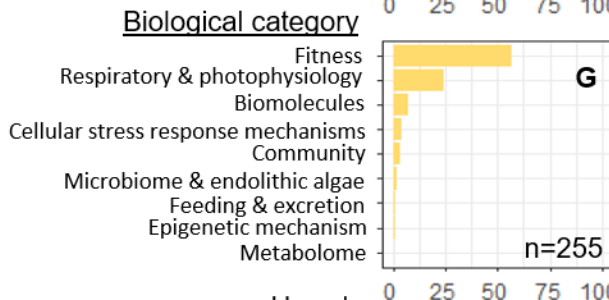 0 25 50 75 100
Biological category
Fitness
Respiratory & photophysiology
G
Biomolecules
Cellular stress response mechanisms
Community
Microbiome & endolithic algae
Feeding & excretion
Epigenetic mechanism
Metabolome
n=255
0 25 50 75 100